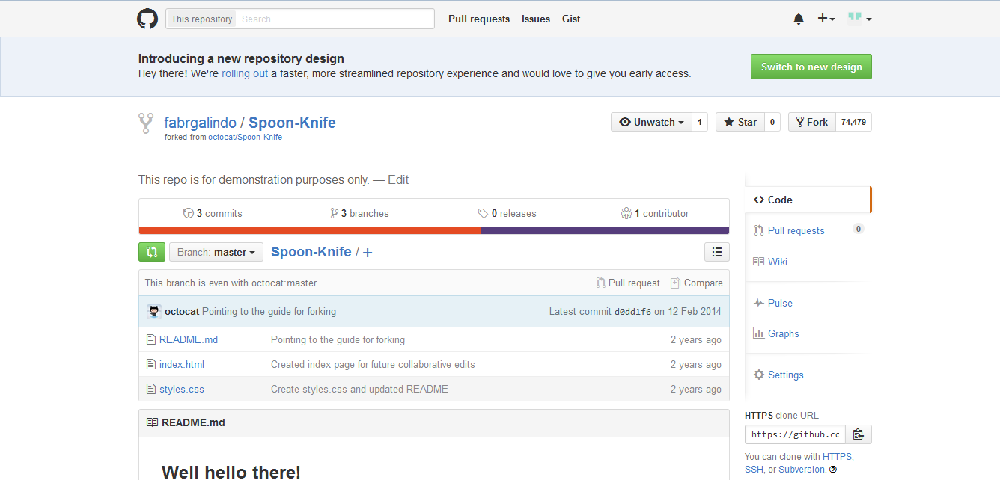 This repository Search Pull requests Issues Gist
Introducing a new repository design
Hey there! We're rolling out a faster, more streamlined repository experience and would love to give you early access.
Switch to new design
fabrgalindo / Spoon-Knife
forked from octocat/Spoon-Knife
Unwatch 1 Star 0 Fork 74,479
This repo is for demonstration purposes only. — Edit
3 commits 3 branches 0 releases 1 contributor
Branch: master Spoon-Knife / +
This branch is even with octocat:master. Pull request Compare
octocat Pointing to the guide for forking Latest commit d0dd1f6 on 12 Feb 2014
README.md Pointing to the guide for forking 2 years ago
index.html Created index page for future collaborative edits 2 years ago
styles.css Create styles.css and updated README 2 years ago
README.md
Well hello there!
Code
Pull requests 0
Wiki
Pulse
Graphs
Settings
HTTPS clone URL
https://github.cc
You can clone with HTTPS,
SSH, or Subversion.